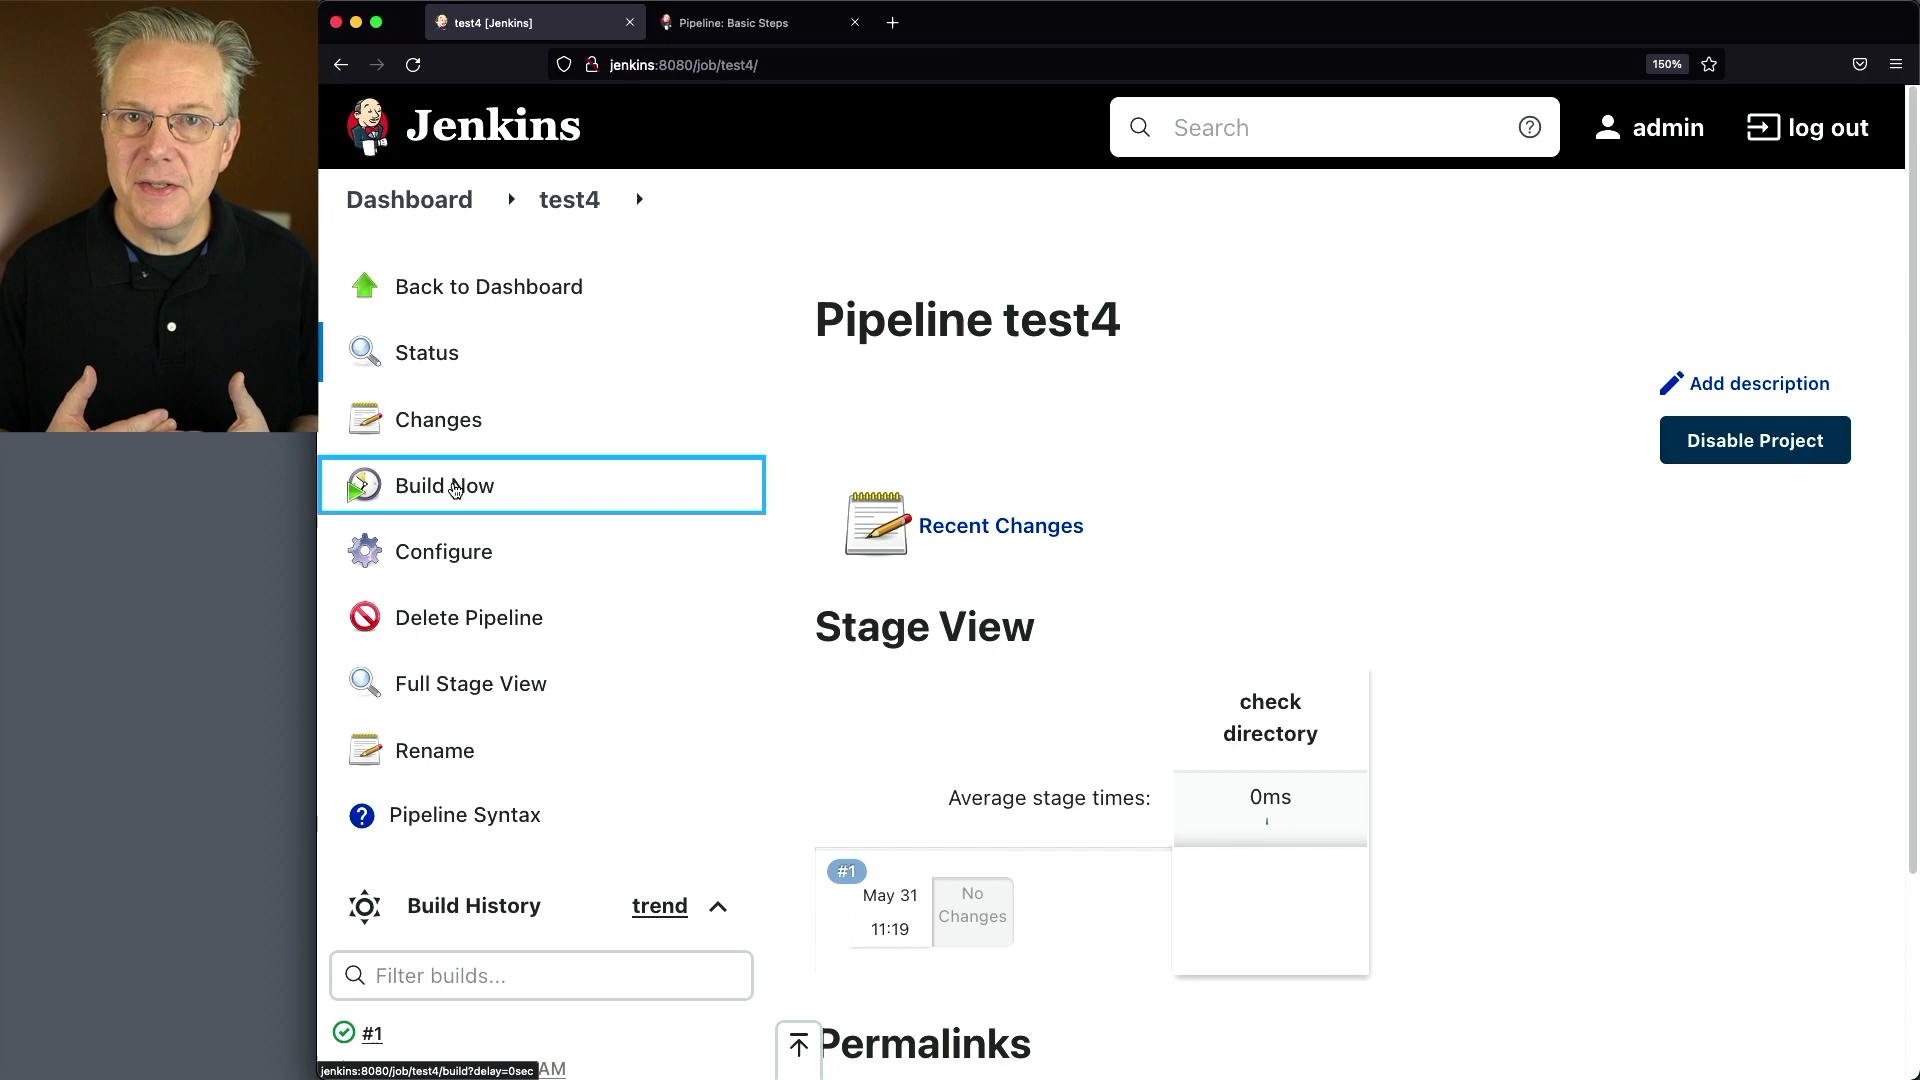 test4 [Jenkins]
Pipeline: Basic Steps
jenkins:8080/job/test4/
150%
Jenkins
Search
admin
log out
Dashboard
test4
Back to Dashboard
Status
Changes
Build Now
Configure
Delete Pipeline
Full Stage View
Rename
Pipeline Syntax
Build History
trend
Filter builds...
#1
AM
jenkins:8080/job/test4/build?delay=0sec
Pipeline test4
Add description
Disable Project
Recent Changes
Stage View
check
directory
Average stage times:
0ms
#1
May 31
11:19
No
Changes
Permalinks